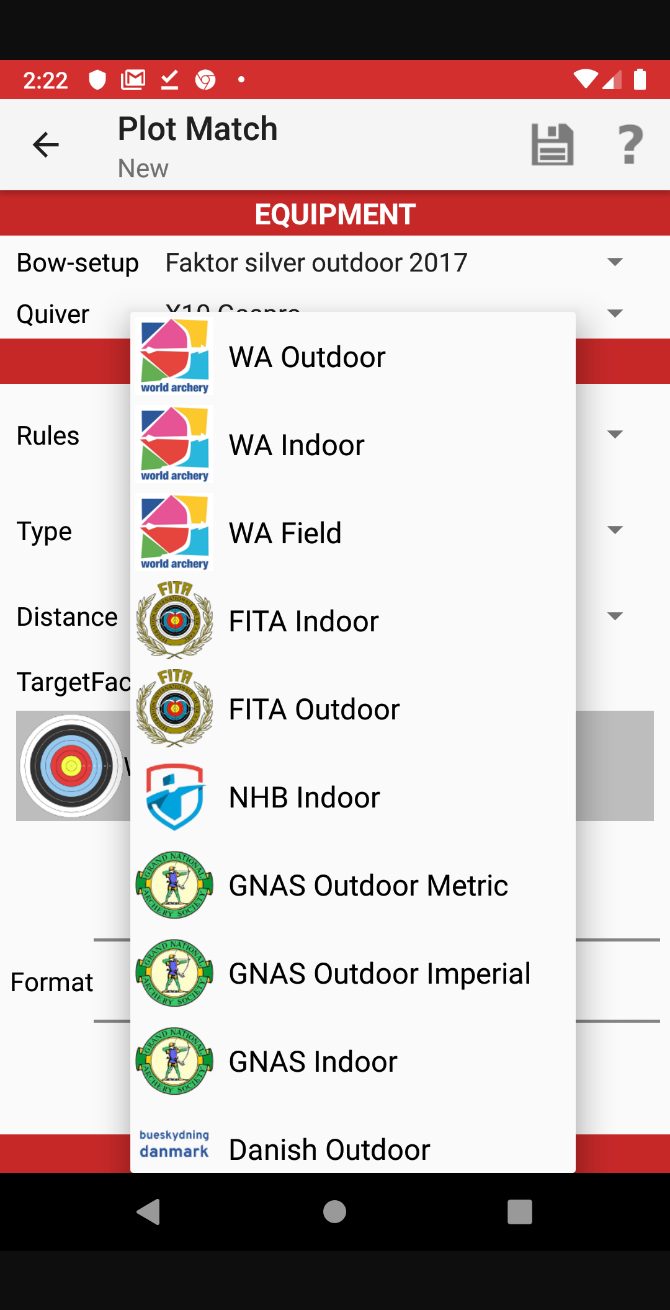 2:22
Plot Match
New
?
EQUIPMENT
Bow-setup Faktor silver outdoor 2017
Quiver
world archery WA Outdoor
Rules
world archery WA Indoor
Type
world archery WA Field
Distance
FITA FITA Indoor
TargetFac
FITA FITA Outdoor
NHB Indoor
GRAND NATIONAL ARCHERY SOCIETY GNAS Outdoor Metric
Format
GRAND NATIONAL ARCHERY SOCIETY GNAS Outdoor Imperial
GRAND NATIONAL ARCHERY SOCIETY GNAS Indoor
bueskydning
danmark Danish Outdoor